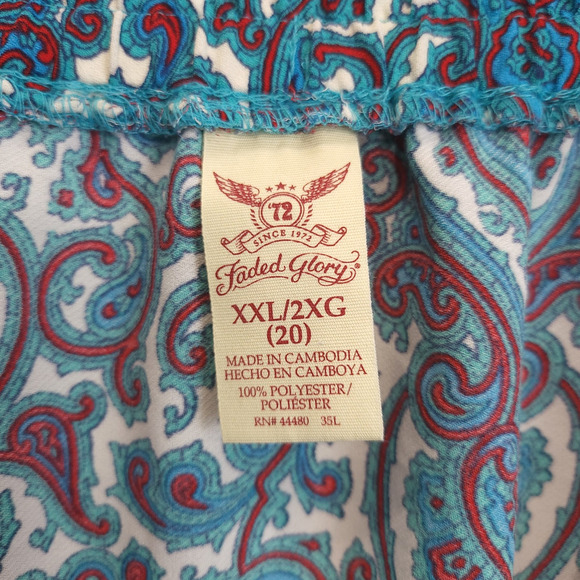 '72
SINCE 1972
Faded Glory®
XXL/2XG
(20)
MADE IN CAMBODIA
HECHO EN CAMBOYA
100% POLYESTER/
POLIÉSTER
RN# 44480 35L